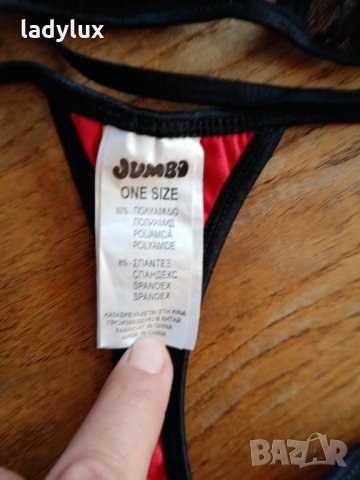 ladylux
JUMBO
ONE SIZE
92% - ΠΟΛΥΑΜΙΔΙΟ
ПОЛИАМИД
POLIAMIDA
POLYAMIDE
8% - ΣΠΑΝΤΕΞ
СПАНДЕКС
SPANDEX
SPANDEX
ΚΑΤΑΣΚΕΥΑΖΕΤΑΙ ΣΤΗ ΚΙΝΑ
ПРОИЗВЕДЕНО В КИТАЙ
FABRICAT IN CHINA
MADE IN CHINA
BAZAR.BG